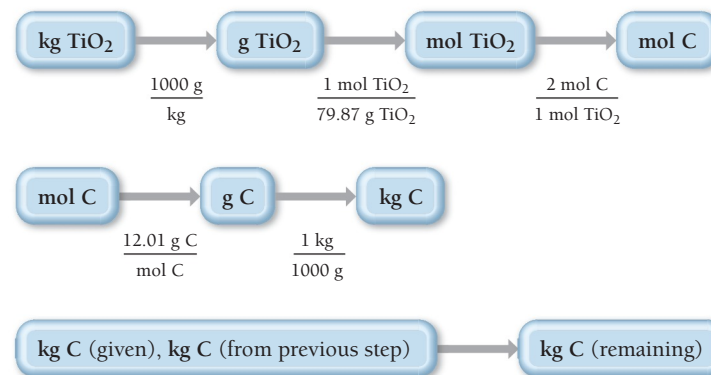 kg TiO₂ g TiO₂ mol TiO₂ mol C
1000 g 1 mol TiO₂ 2 mol C
kg 79.87 g TiO₂ 1 mol TiO₂
mol C g C kg C
12.01 g C 1 kg
mol C 1000 g
kg C (given), kg C (from previous step) kg C (remaining)